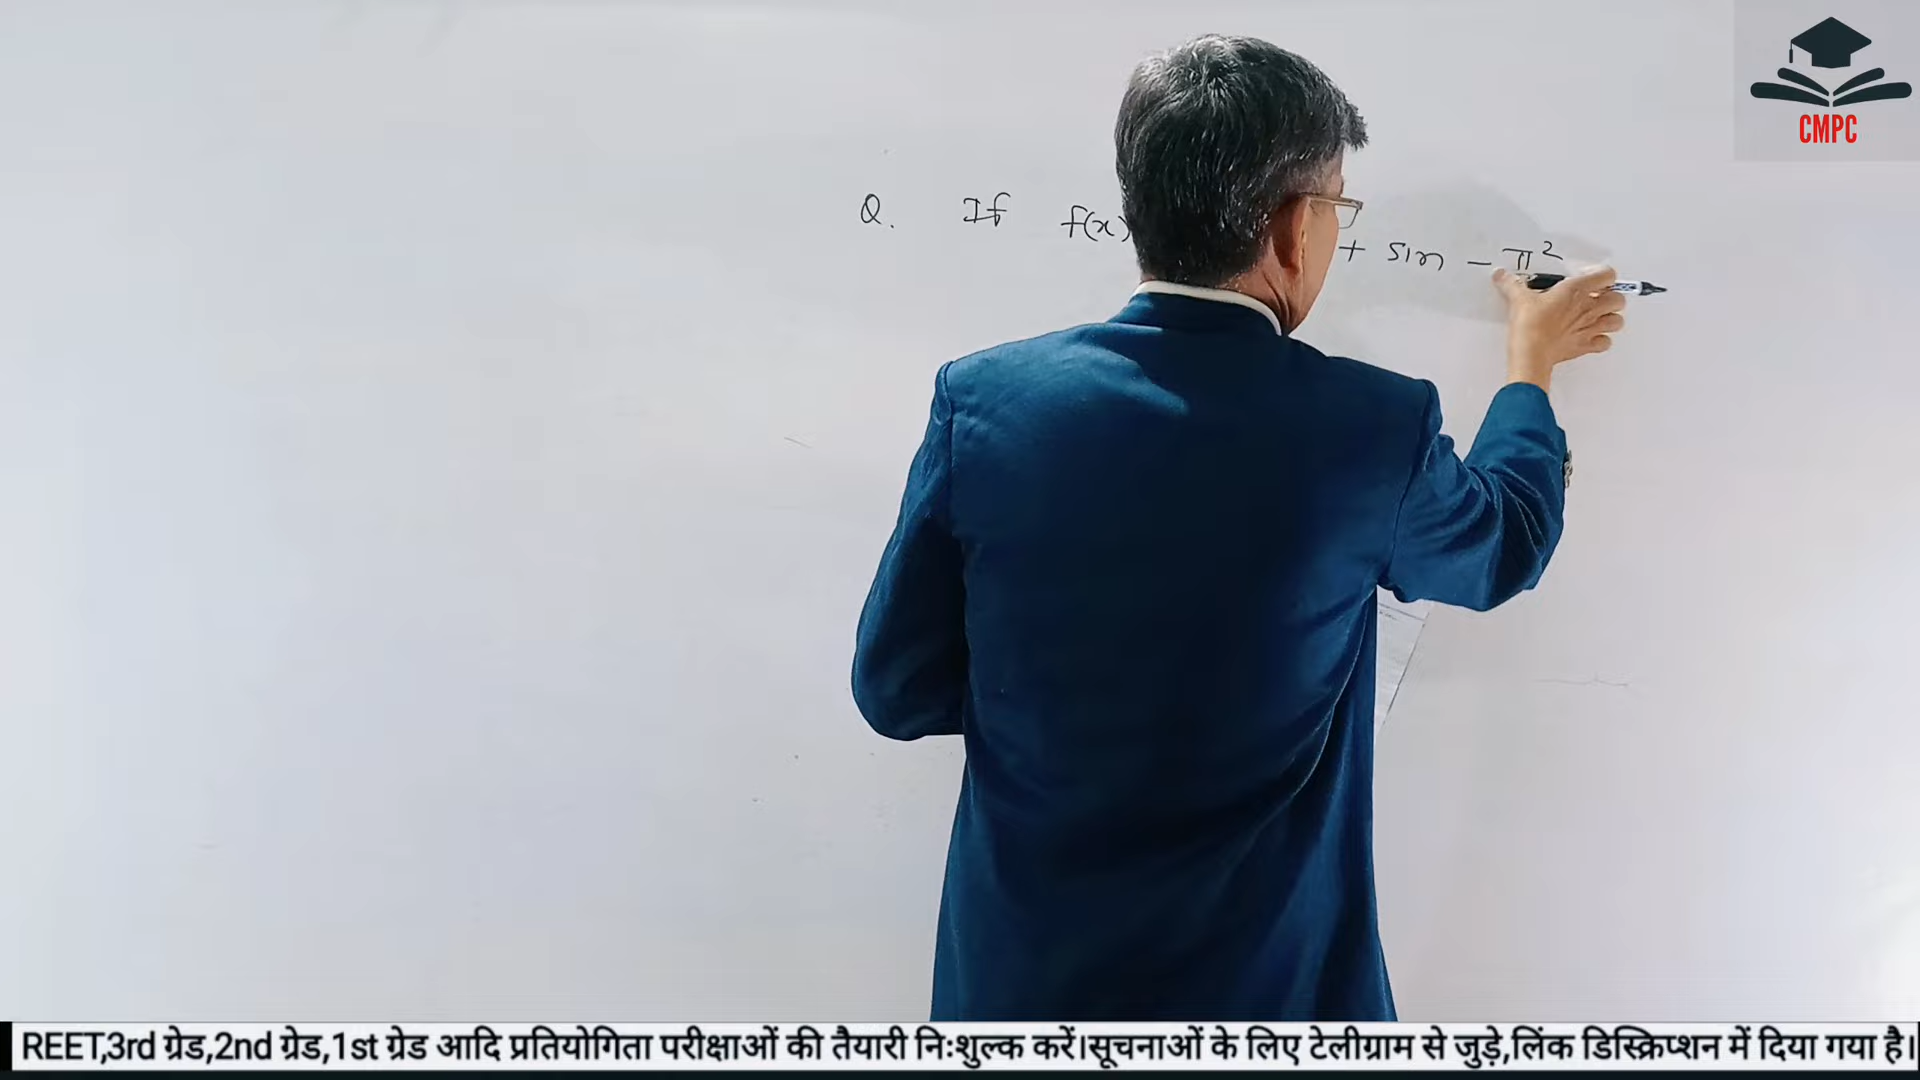 CMPC
Q. If f(x) + sin - π²
REET,3rd ग्रेड,2nd ग्रेड,1st ग्रेड आदि प्रतियोगिता परीक्षाओं की तैयारी निःशुल्क करें।सूचनाओं के लिए टेलीग्राम से जुड़े,लिंक डिस्क्रिप्शन में दिया गया है।